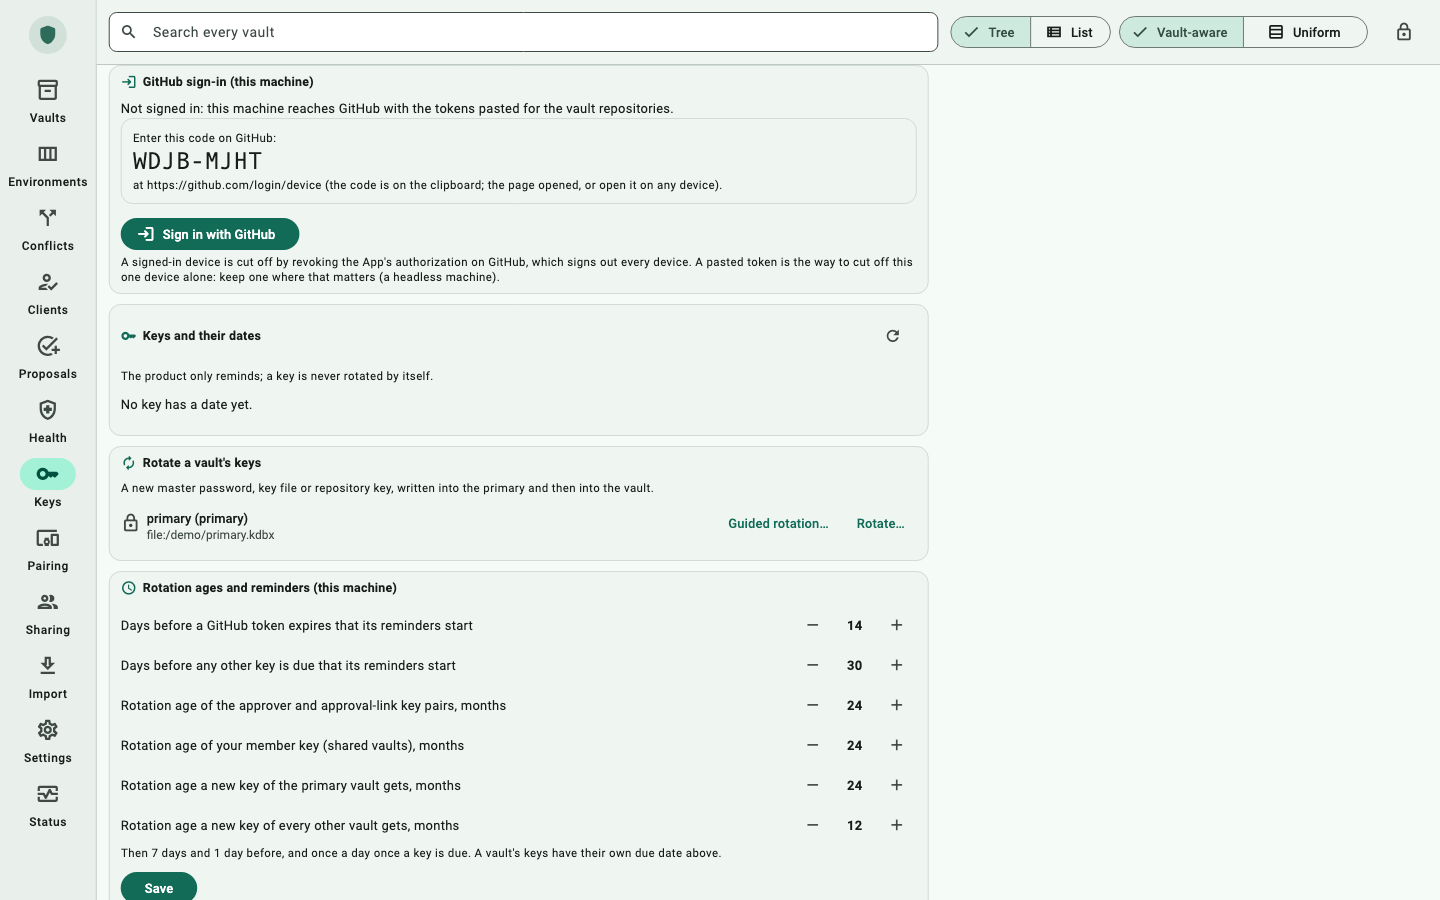 Search every vault
Tree
List
Vault-aware
Uniform
Vaults
Environments
Conflicts
Clients
Proposals
Health
Keys
Pairing
Sharing
Import
Settings
Status
GitHub sign-in (this machine)
Not signed in: this machine reaches GitHub with the tokens pasted for the vault repositories.
Enter this code on GitHub:
WDJB-MJHT
at https://github.com/login/device (the code is on the clipboard; the page opened, or open it on any device).
Sign in with GitHub
A signed-in device is cut off by revoking the App's authorization on GitHub, which signs out every device. A pasted token is the way to cut off this
one device alone: keep one where that matters (a headless machine).
Keys and their dates
The product only reminds; a key is never rotated by itself.
No key has a date yet.
Rotate a vault's keys
A new master password, key file or repository key, written into the primary and then into the vault.
primary (primary)
file:/demo/primary.kdbx
Guided rotation...
Rotate...
Rotation ages and reminders (this machine)
Days before a GitHub token expires that its reminders start
14
Days before any other key is due that its reminders start
30
Rotation age of the approver and approval-link key pairs, months
24
Rotation age of your member key (shared vaults), months
24
Rotation age a new key of the primary vault gets, months
24
Rotation age a new key of every other vault gets, months
12
Then 7 days and 1 day before, and once a day once a key is due. A vault's keys have their own due date above.
Save